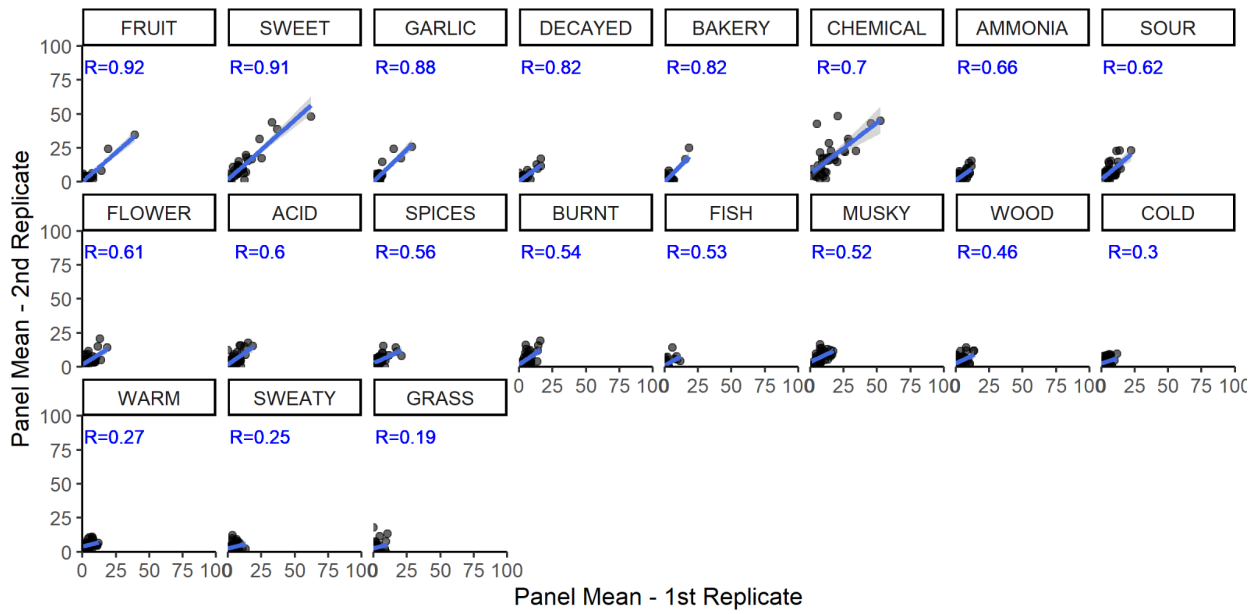 FRUIT SWEET GARLIC DECAYED BAKERY CHEMICAL AMMONIA SOUR
100
R=0.92 R=0.91 R=0.88 R=0.82 R=0.82 R=0.7 R=0.66 R=0.62
75
50
25
0
FLOWER ACID SPICES BURNT FISH MUSKY WOOD COLD
100
R=0.61 R=0.6 R=0.56 R=0.54 R=0.53 R=0.52 R=0.46 R=0.3
75
50
25
0
0 25 50 75 100 0 25 50 75 100 0 25 50 75 100 0 25 50 75 100 0 25 50 75 100
WARM SWEATY GRASS
100
R=0.27 R=0.25 R=0.19
75
50
25
0
0 25 50 75 100 0 25 50 75 100 0 25 50 75 100
Panel Mean - 1st Replicate
Panel Mean - 2nd Replicate